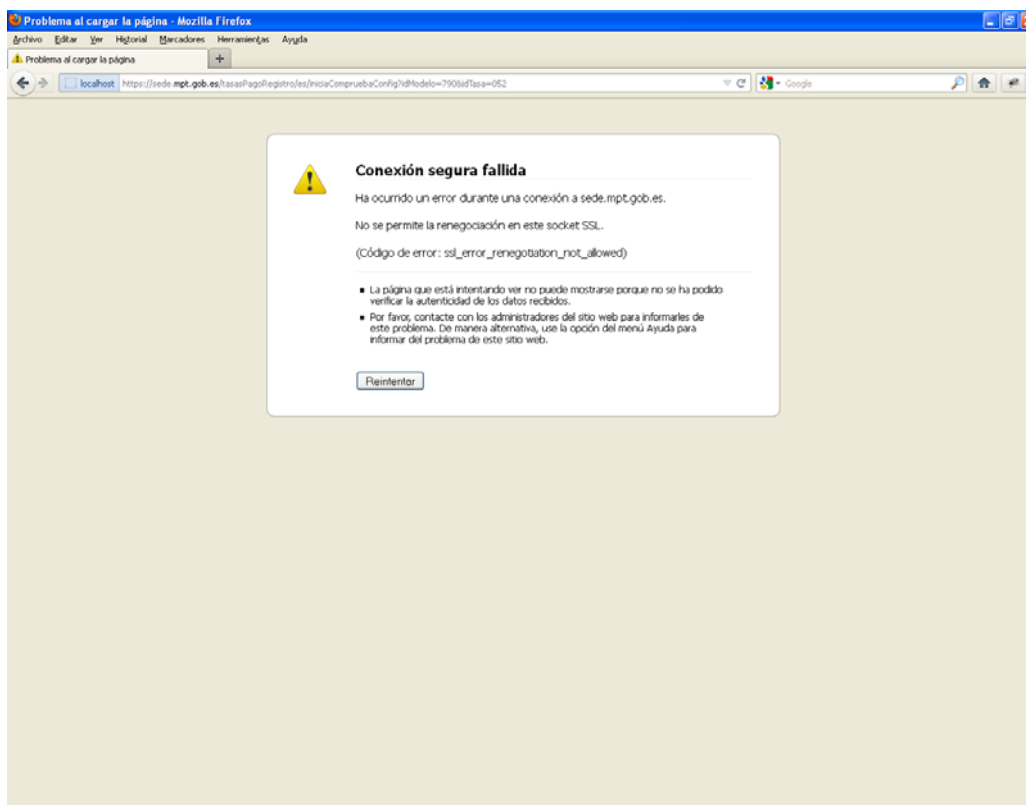 Problema al cargar la página - Mozilla Firefox
Archivo Editar Ver Historial Marcadores Herramientas Ayuda
Problema al cargar la página
localhost https://sede.mpt.gob.es/tasasPagoRegistro/es/iniciaCompruebaConfig?idModelo=790&idTasa=052
Google
Conexión segura fallida
Ha ocurrido un error durante una conexión a sede.mpt.gob.es.
No se permite la renegociación en este socket SSL.
(Código de error: ssl_error_renegotiation_not_allowed)
La página que está intentando ver no puede mostrarse porque no se ha podido
verificar la autenticidad de los datos recibidos.
Por favor, contacte con los administradores del sitio web para informarles de
este problema. De manera alternativa, use la opción del menú Ayuda para
informar del problema de este sitio web.
Reintentar